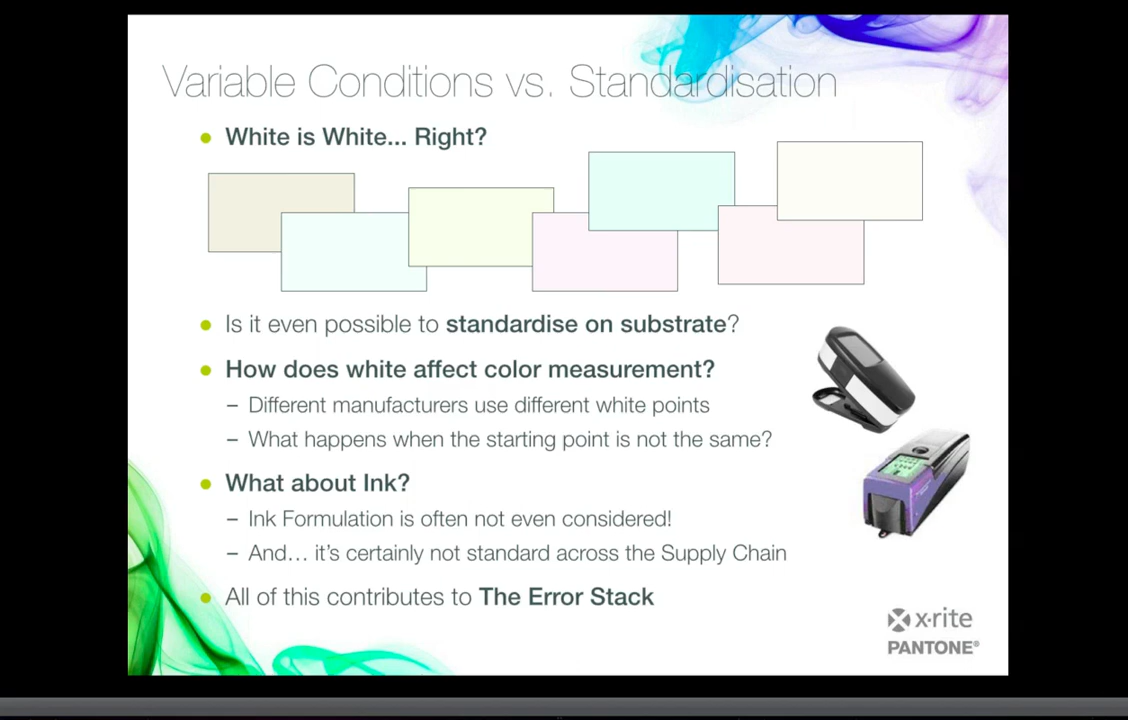 Variable Conditions vs. Standardisation
• White is White... Right?
• Is it even possible to standardise on substrate?
• How does white affect color measurement?
– Different manufacturers use different white points
– What happens when the starting point is not the same?
• What about Ink?
– Ink Formulation is often not even considered!
– And... it's certainly not standard across the Supply Chain
• All of this contributes to The Error Stack
x·rite
PANTONE®